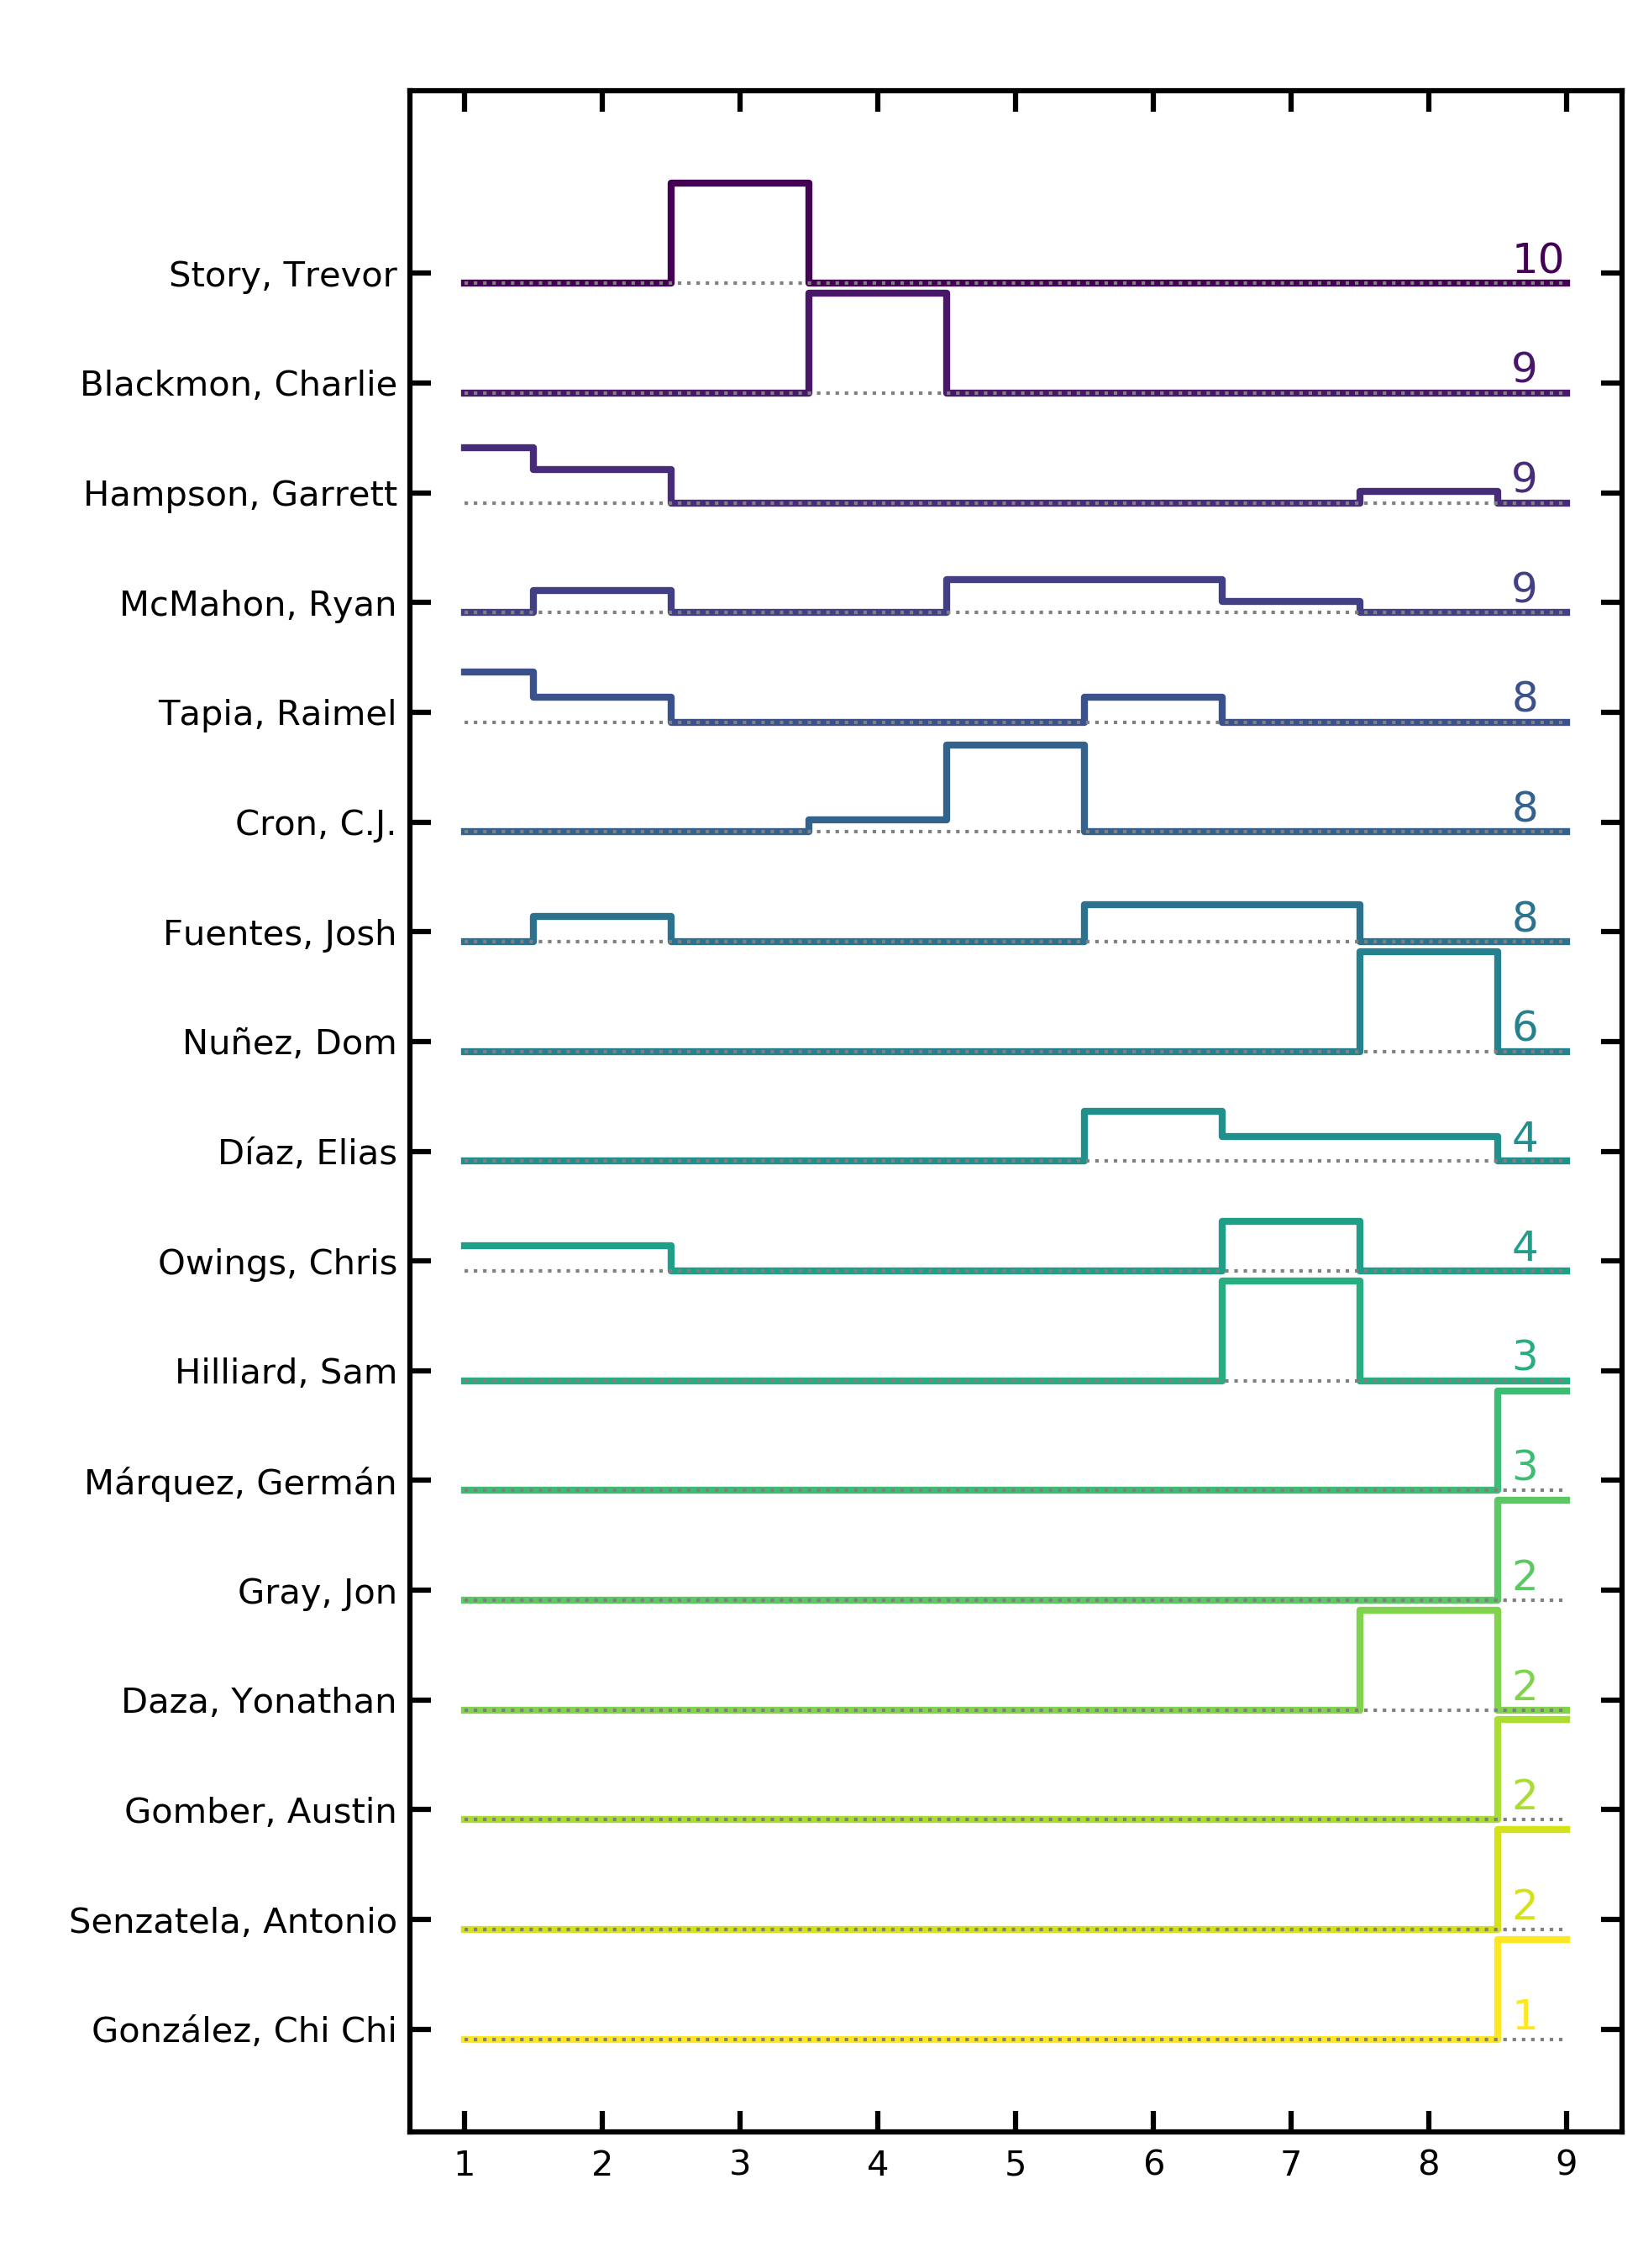 Story, Trevor 10
Blackmon, Charlie 9
Hampson, Garrett 9
McMahon, Ryan 9
Tapia, Raimel 8
Cron, C.J. 8
Fuentes, Josh 8
Nuñez, Dom 6
Díaz, Elias 4
Owings, Chris 4
Hilliard, Sam 3
Márquez, Germán 3
Gray, Jon 2
Daza, Yonathan 2
Gomber, Austin 2
Senzatela, Antonio 2
González, Chi Chi 1
1 2 3 4 5 6 7 8 9